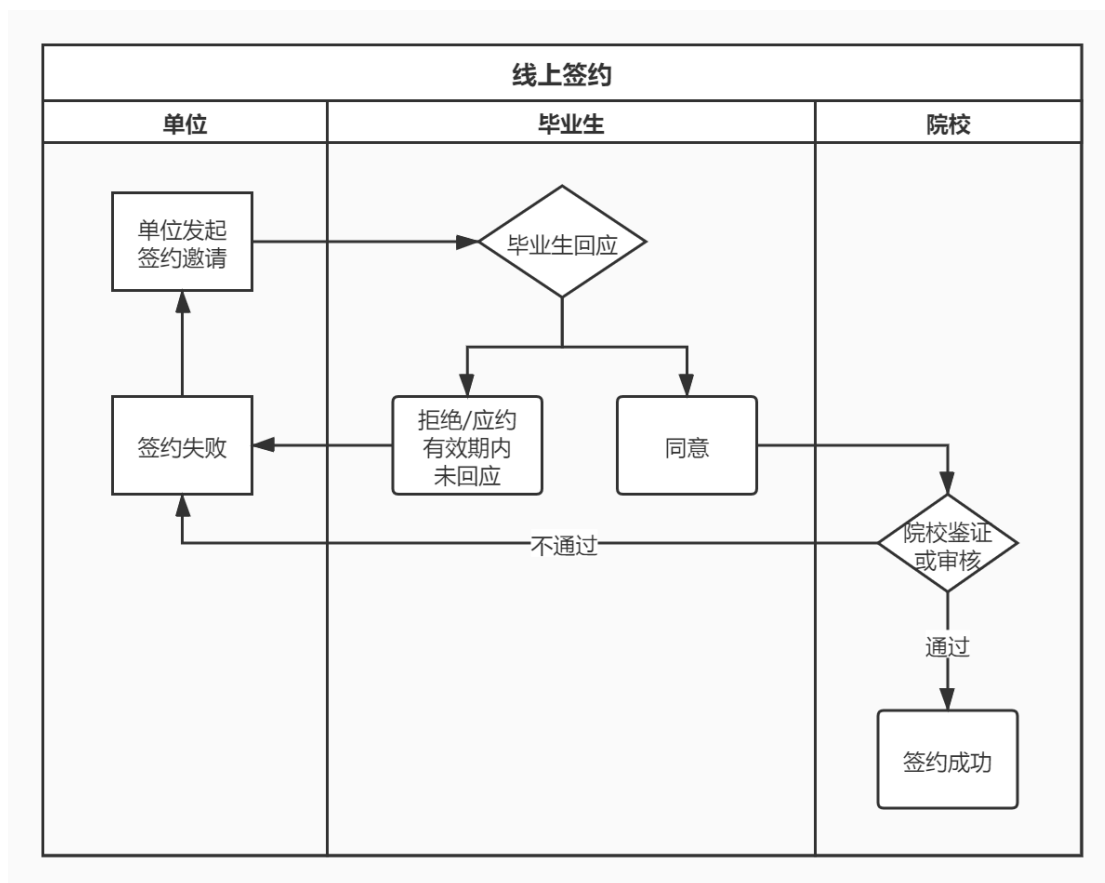 线上签约
单位
毕业生
院校
单位发起
签约邀请
毕业生回应
签约失败
拒绝/应约
有效期内
未回应
同意
院校鉴证
或审核
不通过
通过
签约成功